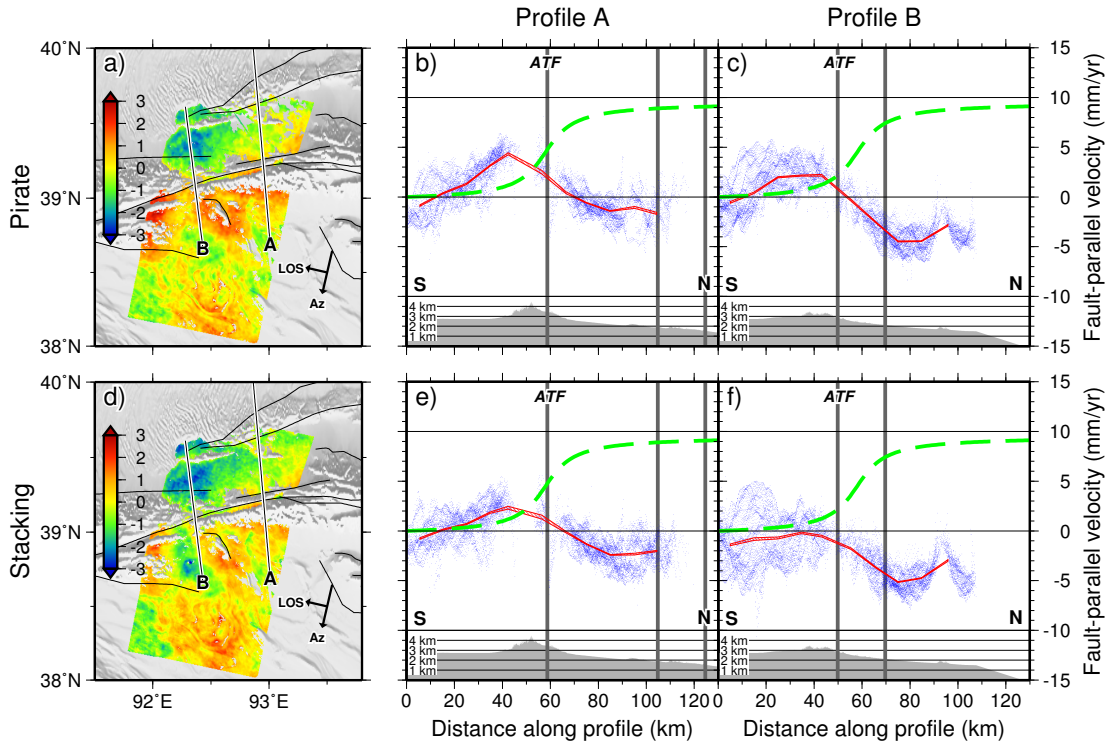 Profile A
Profile B
40˚N
39˚N
38˚N
Pirate
a)
3
2
1
0
-1
-2
-3
B
A
LOS
Az
b)
ATF
S
N
4 km
3 km
2 km
1 km
c)
ATF
S
N
4 km
3 km
2 km
1 km
15
10
5
0
-5
-10
-15
Fault-parallel velocity (mm/yr)
40˚N
39˚N
38˚N
Stacking
d)
3
2
1
0
-1
-2
-3
B
A
LOS
Az
92˚E
93˚E
e)
ATF
S
N
4 km
3 km
2 km
1 km
0
20
40
60
80
100
120
Distance along profile (km)
f)
ATF
S
N
4 km
3 km
2 km
1 km
0
20
40
60
80
100
120
Distance along profile (km)
15
10
5
0
-5
-10
-15
Fault-parallel velocity (mm/yr)